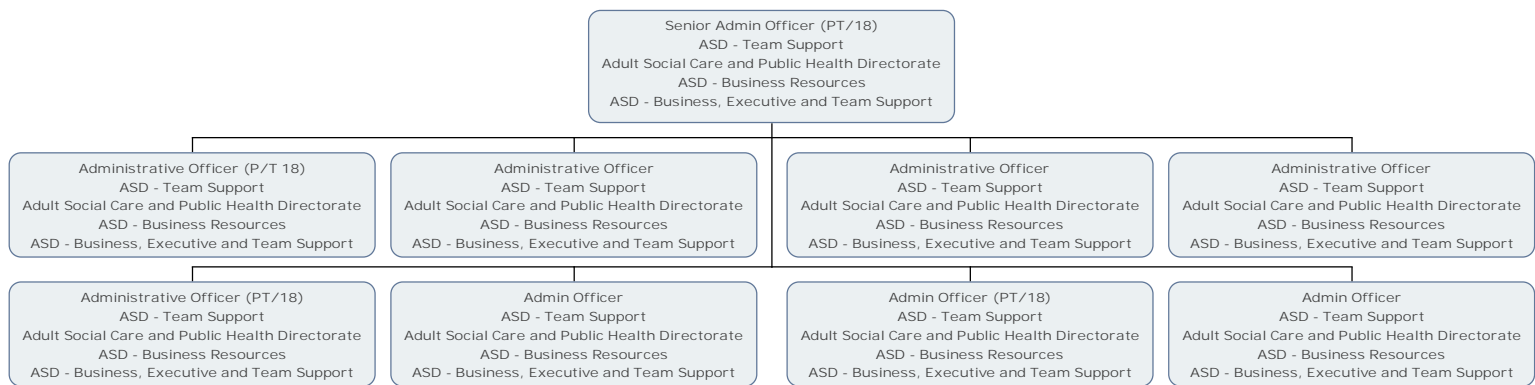 Senior Admin Officer (PT/18)
ASD - Team Support
Adult Social Care and Public Health Directorate
ASD - Business Resources
ASD - Business, Executive and Team Support
Administrative Officer (P/T 18)
ASD - Team Support
Adult Social Care and Public Health Directorate
ASD - Business Resources
ASD - Business, Executive and Team Support
Administrative Officer
ASD - Team Support
Adult Social Care and Public Health Directorate
ASD - Business Resources
ASD - Business, Executive and Team Support
Administrative Officer
ASD - Team Support
Adult Social Care and Public Health Directorate
ASD - Business Resources
ASD - Business, Executive and Team Support
Administrative Officer
ASD - Team Support
Adult Social Care and Public Health Directorate
ASD - Business Resources
ASD - Business, Executive and Team Support
Administrative Officer (PT/18)
ASD - Team Support
Adult Social Care and Public Health Directorate
ASD - Business Resources
ASD - Business, Executive and Team Support
Admin Officer
ASD - Team Support
Adult Social Care and Public Health Directorate
ASD - Business Resources
ASD - Business, Executive and Team Support
Admin Officer (PT/18)
ASD - Team Support
Adult Social Care and Public Health Directorate
ASD - Business Resources
ASD - Business, Executive and Team Support
Admin Officer
ASD - Team Support
Adult Social Care and Public Health Directorate
ASD - Business Resources
ASD - Business, Executive and Team Support